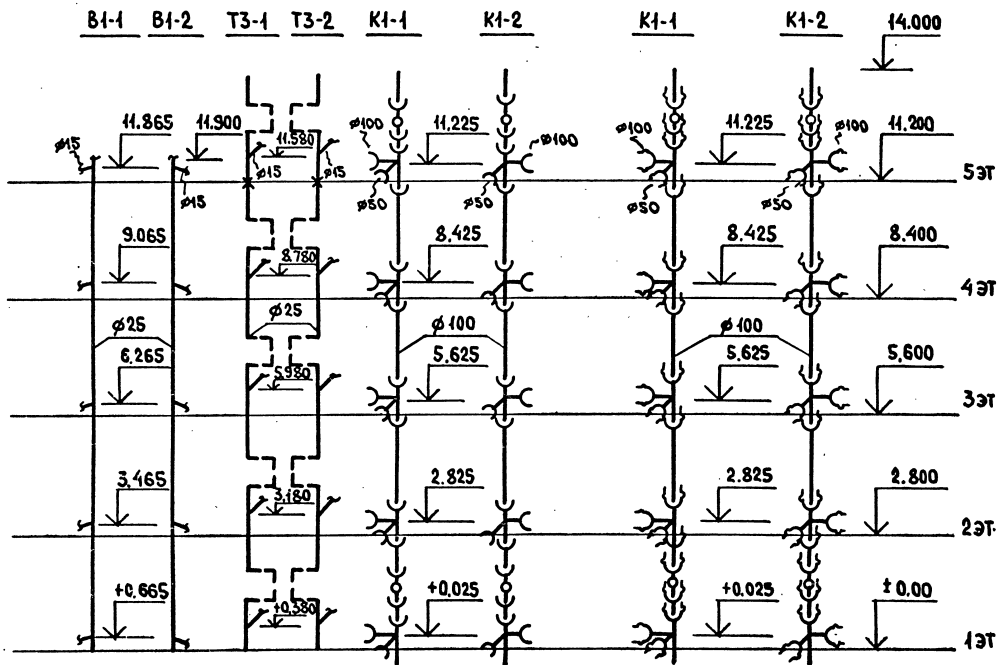 В1-1 В1-2 Т3-1 Т3-2 К1-1 К1-2 К1-1 К1-2 14.000
11.865 11.900 11.580 ø100 11.225 ø100 ø100 11.225 ø100 11.200
ø15 ø15 ø15 ø15 ø50 ø50 ø50 ø50 5ЭТ
9.065 8.780 8.425 8.425 8.400
4ЭТ
ø25 ø25 ø100 ø100
6.265 5.980 5.625 5.625 5.600
3ЭТ
3.465 3.180 2.825 2.825 2.800
2ЭТ
+0.665 +0.380 +0.025 +0.025 ±0.00
1ЭТ